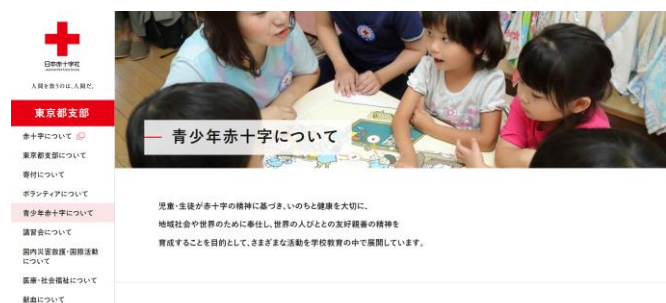 日本赤十字社
人間を救うのは、人間だ。
東京都支部
赤十字について
東京都支部について
寄付について
ボランティアについて
青少年赤十字について
講習会について
国内災害救護・国際活動
について
医療・社会福祉について
献血について
青少年赤十字について
児童・生徒が赤十字の精神に基づき、いのちと健康を大切に、
地域社会や世界のために奉仕し、世界の人びととの友好親善の精神を
育成することを目的として、さまざまな活動を学校教育の中で展開しています。